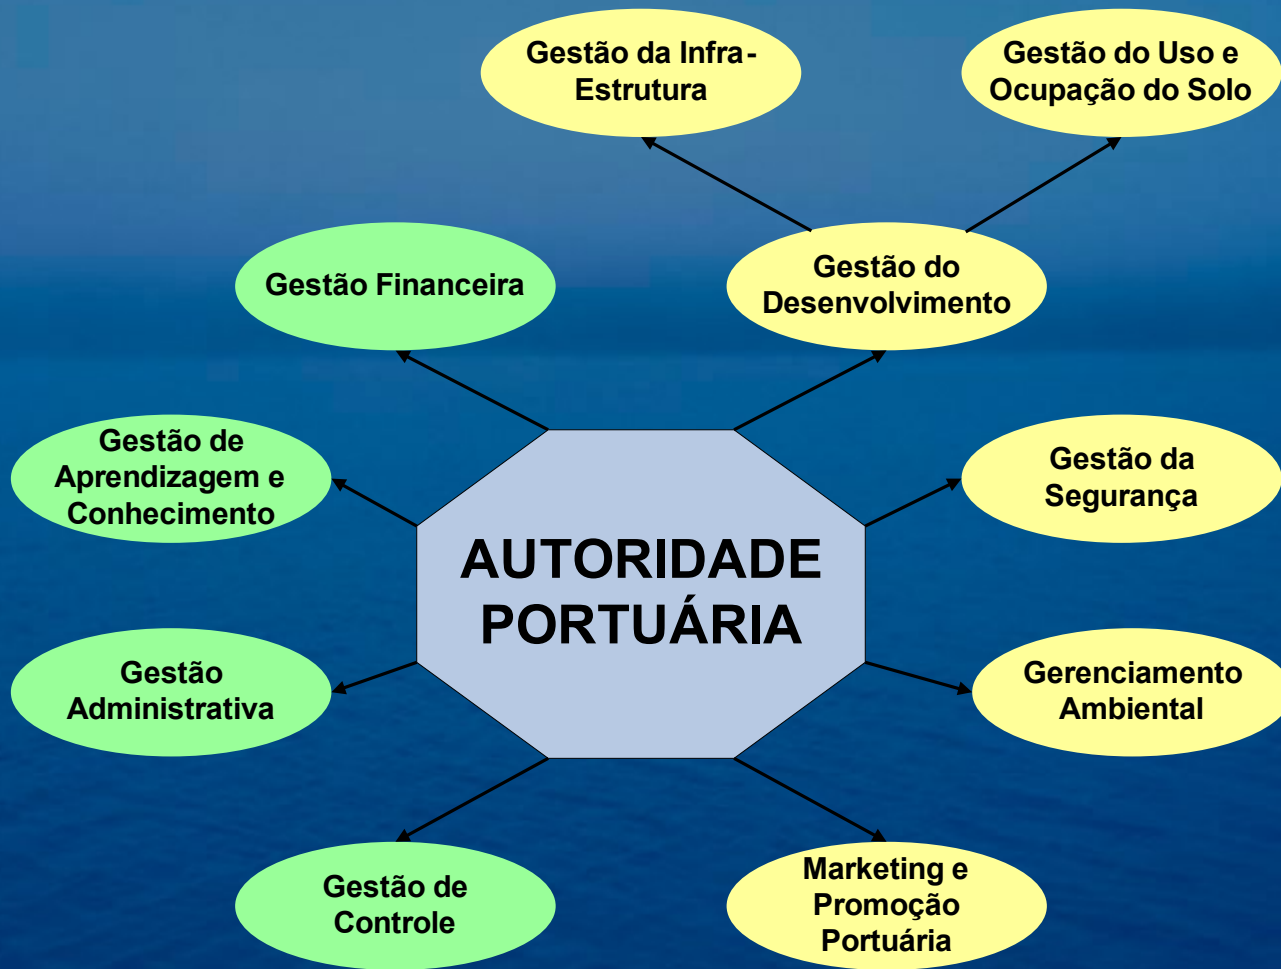 Gestão da Infra-
Estrutura
Gestão do Uso e
Ocupação do Solo
Gestão Financeira
Gestão do
Desenvolvimento
Gestão de
Aprendizagem e
Conhecimento
Gestão da
Segurança
AUTORIDADE
PORTUÁRIA
Gestão
Administrativa
Gerenciamento
Ambiental
Gestão de
Controle
Marketing e
Promoção
Portuária